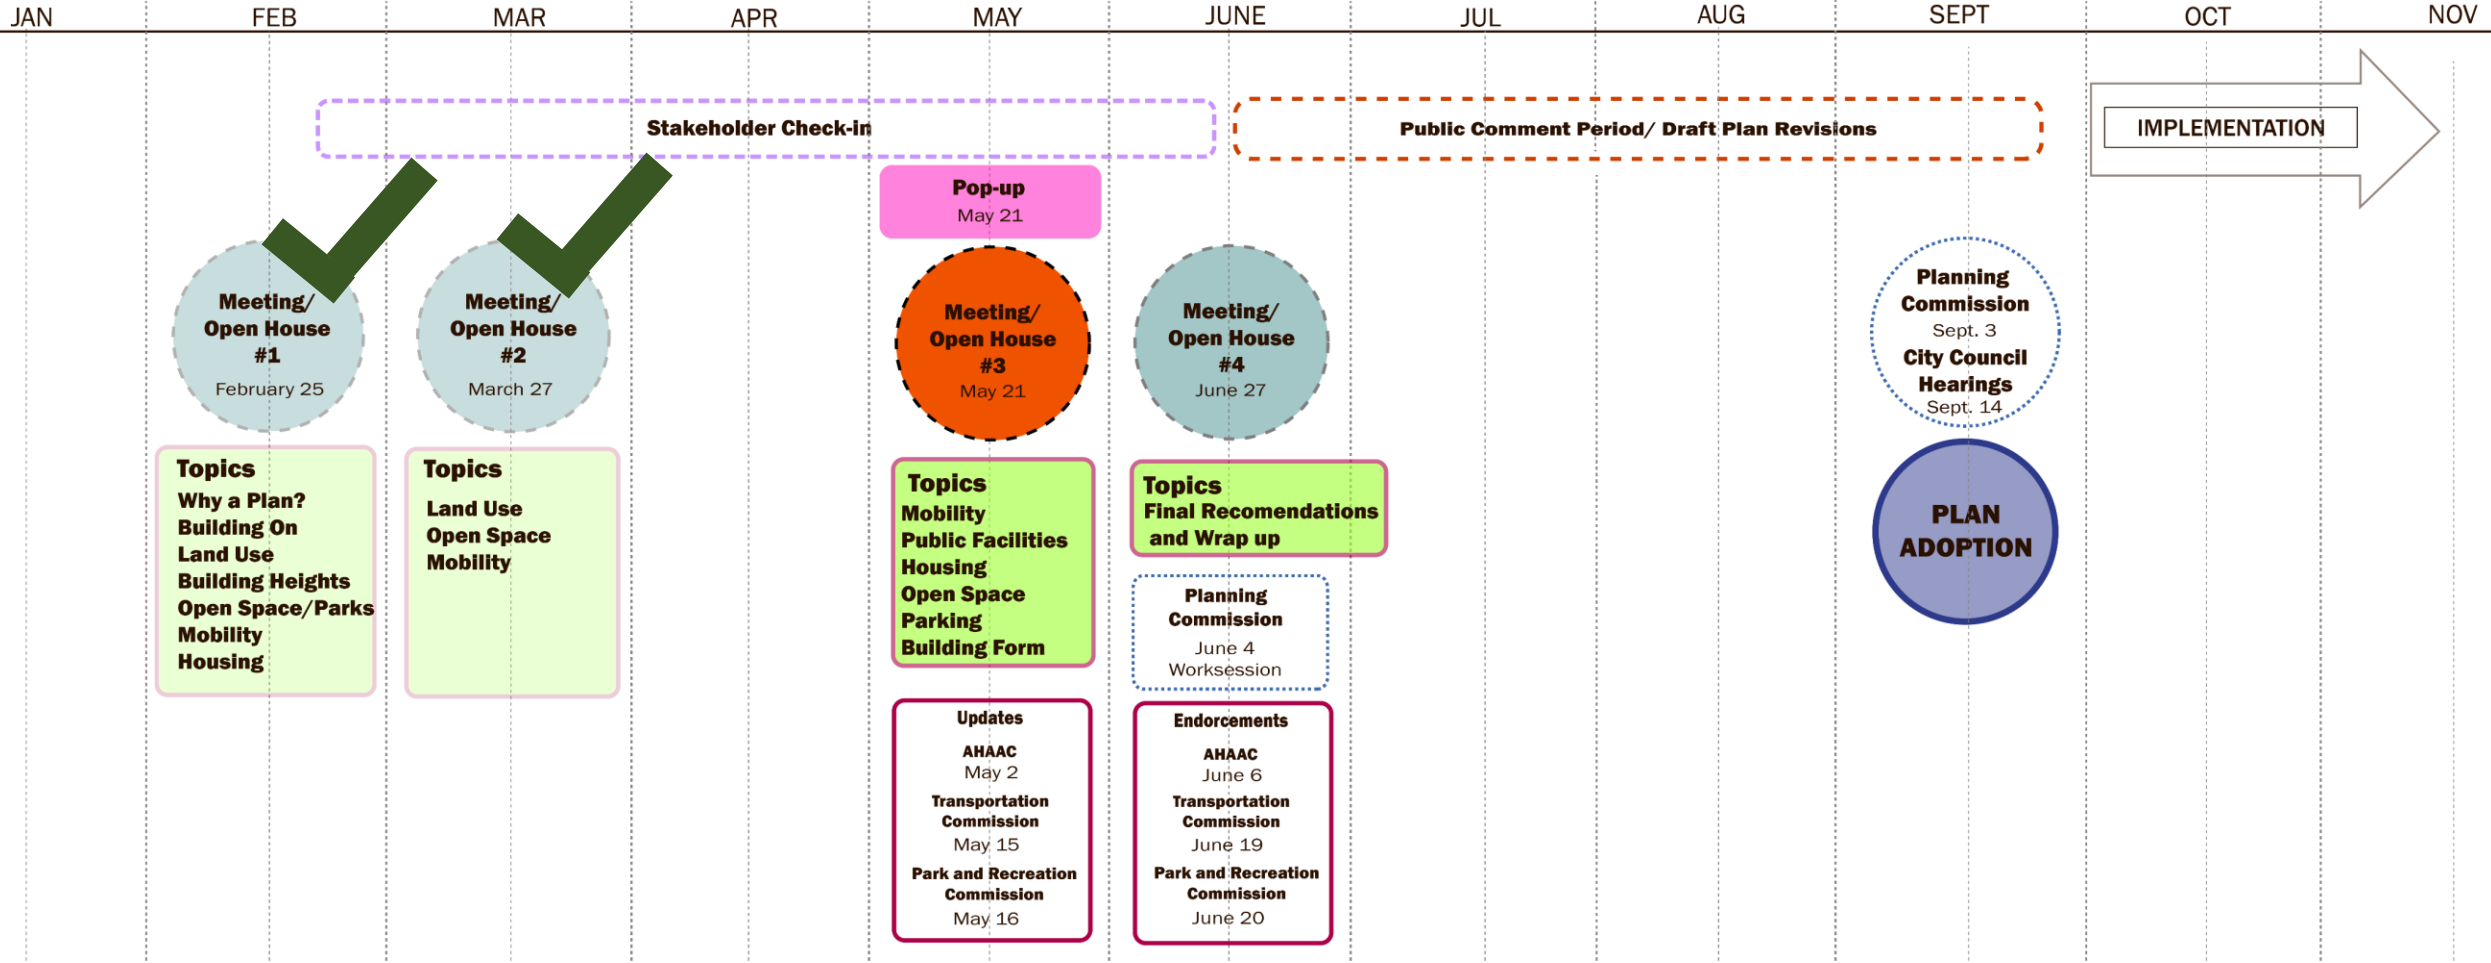 JAN FEB MAR APR MAY JUNE JUL AUG SEPT OCT NOV
Stakeholder Check-in
Public Comment Period/ Draft Plan Revisions
IMPLEMENTATION
Pop-up
May 21
Meeting/
Open House
#1
February 25
Topics
Why a Plan?
Building On
Land Use
Building Heights
Open Space/Parks
Mobility
Housing
Meeting/
Open House
#2
March 27
Topics
Land Use
Open Space
Mobility
Meeting/
Open House
#3
May 21
Topics
Mobility
Public Facilities
Housing
Open Space
Parking
Building Form
Updates
AHAAC
May 2
Transportation
Commission
May 15
Park and Recreation
Commission
May 16
Meeting/
Open House
#4
June 27
Topics
Final Recomendations
and Wrap up
Planning
Commission
June 4
Worksession
Endorcements
AHAAC
June 6
Transportation
Commission
June 19
Park and Recreation
Commission
June 20
Planning
Commission
Sept. 3
City Council
Hearings
Sept. 14
PLAN
ADOPTION